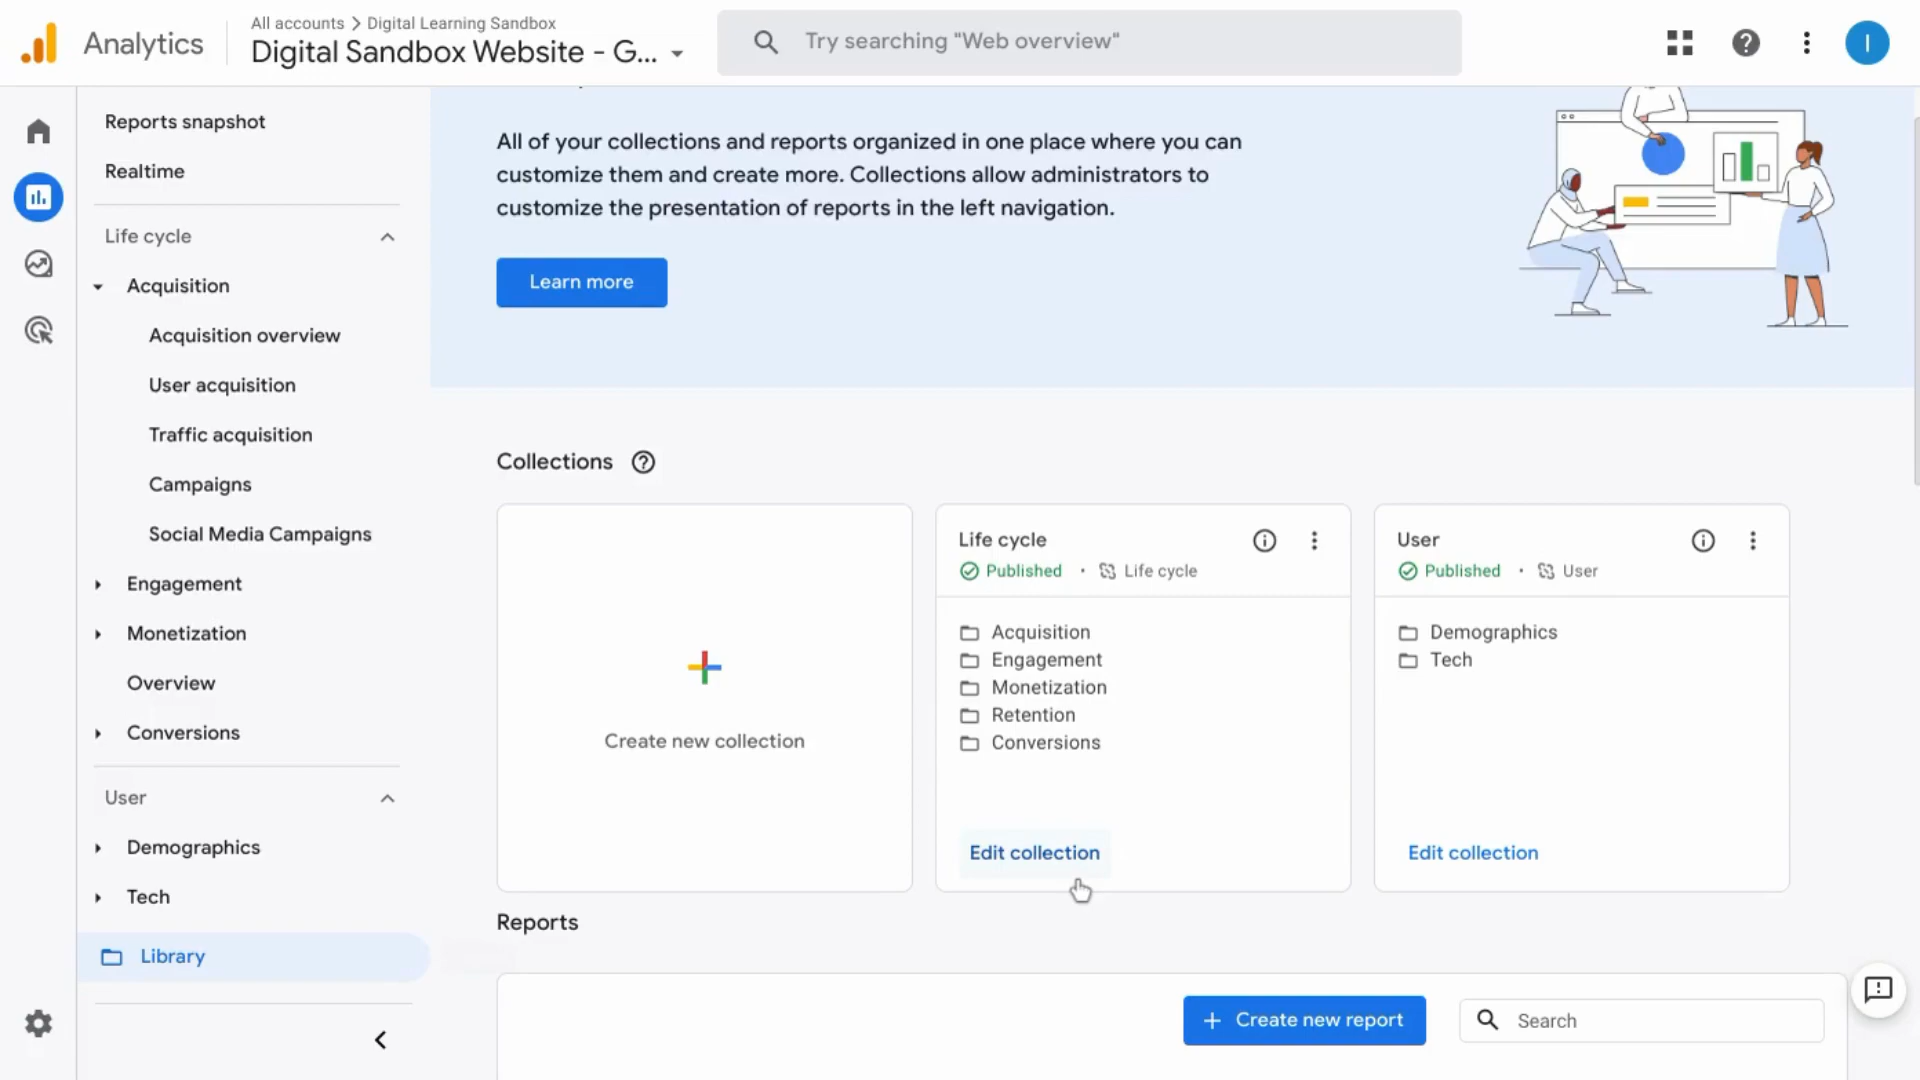 Analytics
All accounts > Digital Learning Sandbox
Digital Sandbox Website - G...
Try searching "Web overview"
I
Reports snapshot
Realtime
Life cycle
Acquisition
Acquisition overview
User acquisition
Traffic acquisition
Campaigns
Social Media Campaigns
Engagement
Monetization
Overview
Conversions
User
Demographics
Tech
Library
All of your collections and reports organized in one place where you can
customize them and create more. Collections allow administrators to
customize the presentation of reports in the left navigation.
Learn more
Collections
Create new collection
Life cycle
Published · Life cycle
Acquisition
Engagement
Monetization
Retention
Conversions
Edit collection
User
Published · User
Demographics
Tech
Edit collection
Reports
+ Create new report
Search